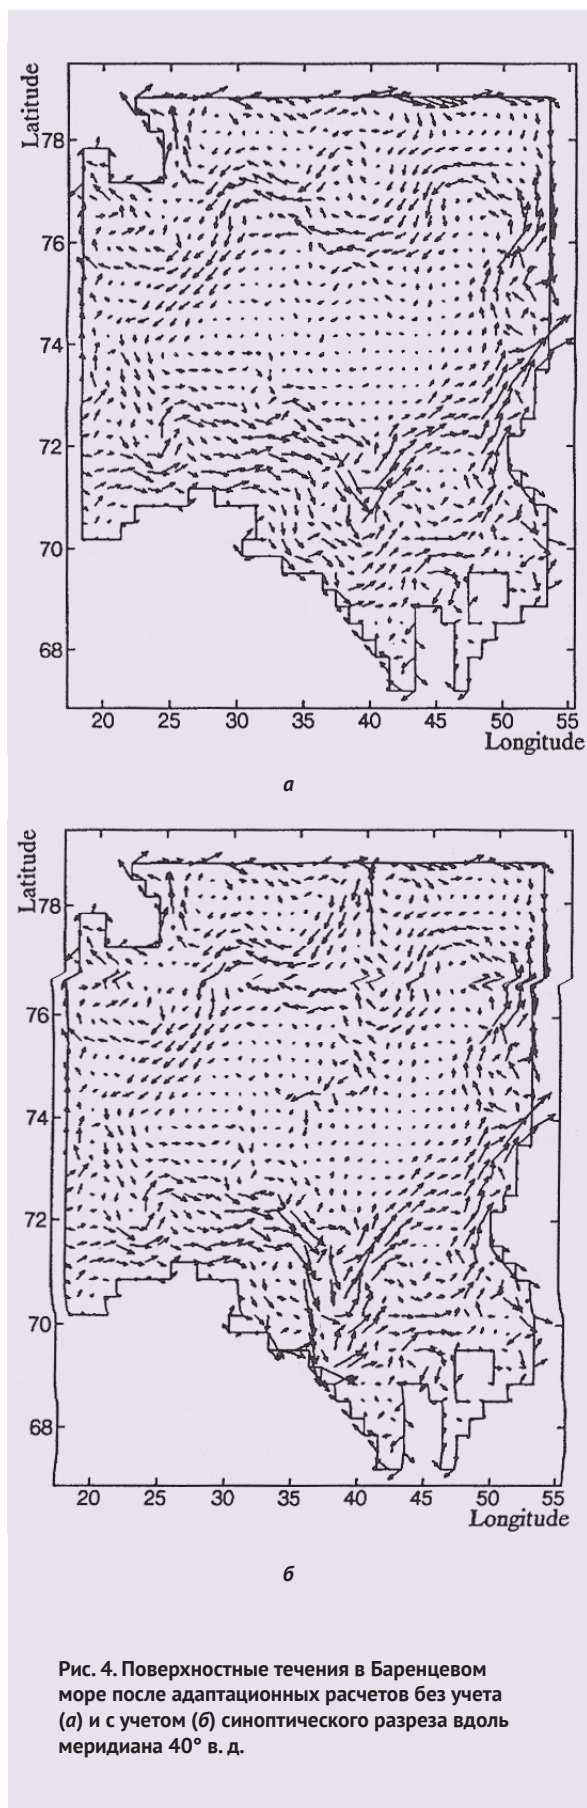 Latitude
78
76
74
72
70
68
20 25 30 35 40 45 50 55
Longitude
а
Latitude
78
76
74
72
70
68
20 25 30 35 40 45 50 55
Longitude
б
Рис. 4. Поверхностные течения в Баренцевом
море после адаптационных расчетов без учета
(а) и с учетом (б) синоптического разреза вдоль
меридиана 40° в. д.